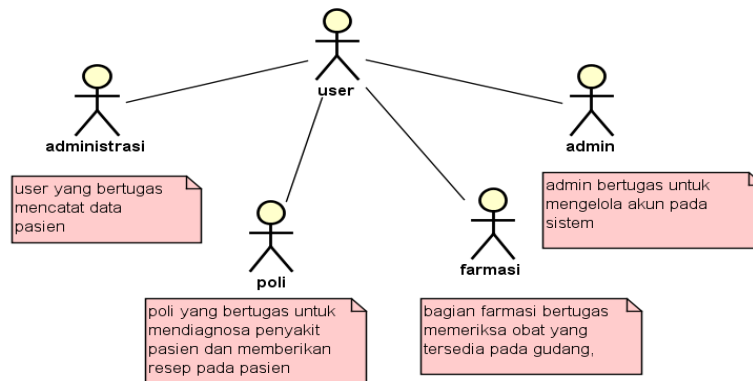 user
administrasi
admin
user yang bertugas
mencatat data
pasien
admin bertugas untuk
mengelola akun pada
sistem
poli
farmasi
poli yang bertugas untuk
mendiagnosa penyakit
pasien dan memberikan
resep pada pasien
bagian farmasi bertugas
memeriksa obat yang
tersedia pada gudang,